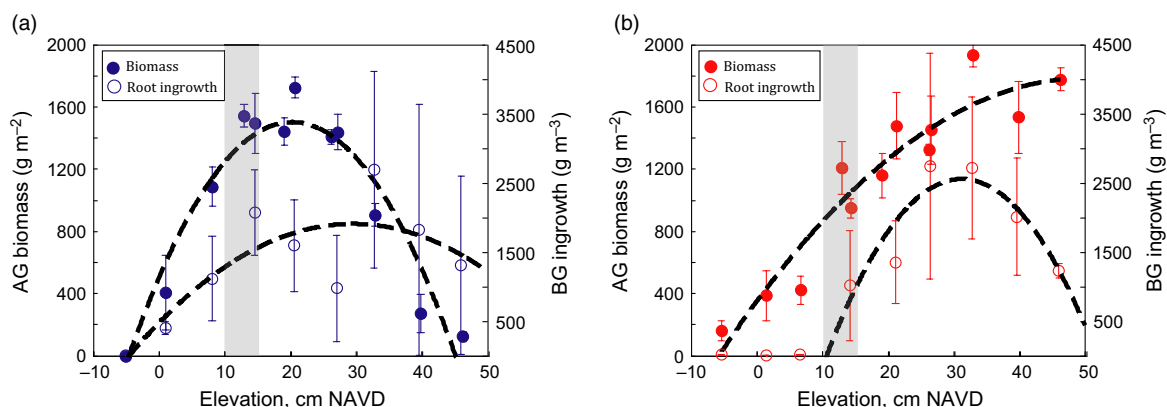 (a)
2000
1600
1200
800
400
0
AG biomass (g m−2)
Biomass
Root ingrowth
4500
3500
2500
1500
500
BG ingrowth (g m−3)
−10 0 10 20 30 40 50
Elevation, cm NAVD
(b)
2000
1600
1200
800
400
0
AG biomass (g m−2)
Biomass
Root ingrowth
4500
3500
2500
1500
500
BG ingrowth (g m−3)
−10 0 10 20 30 40 50
Elevation, cm NAVD